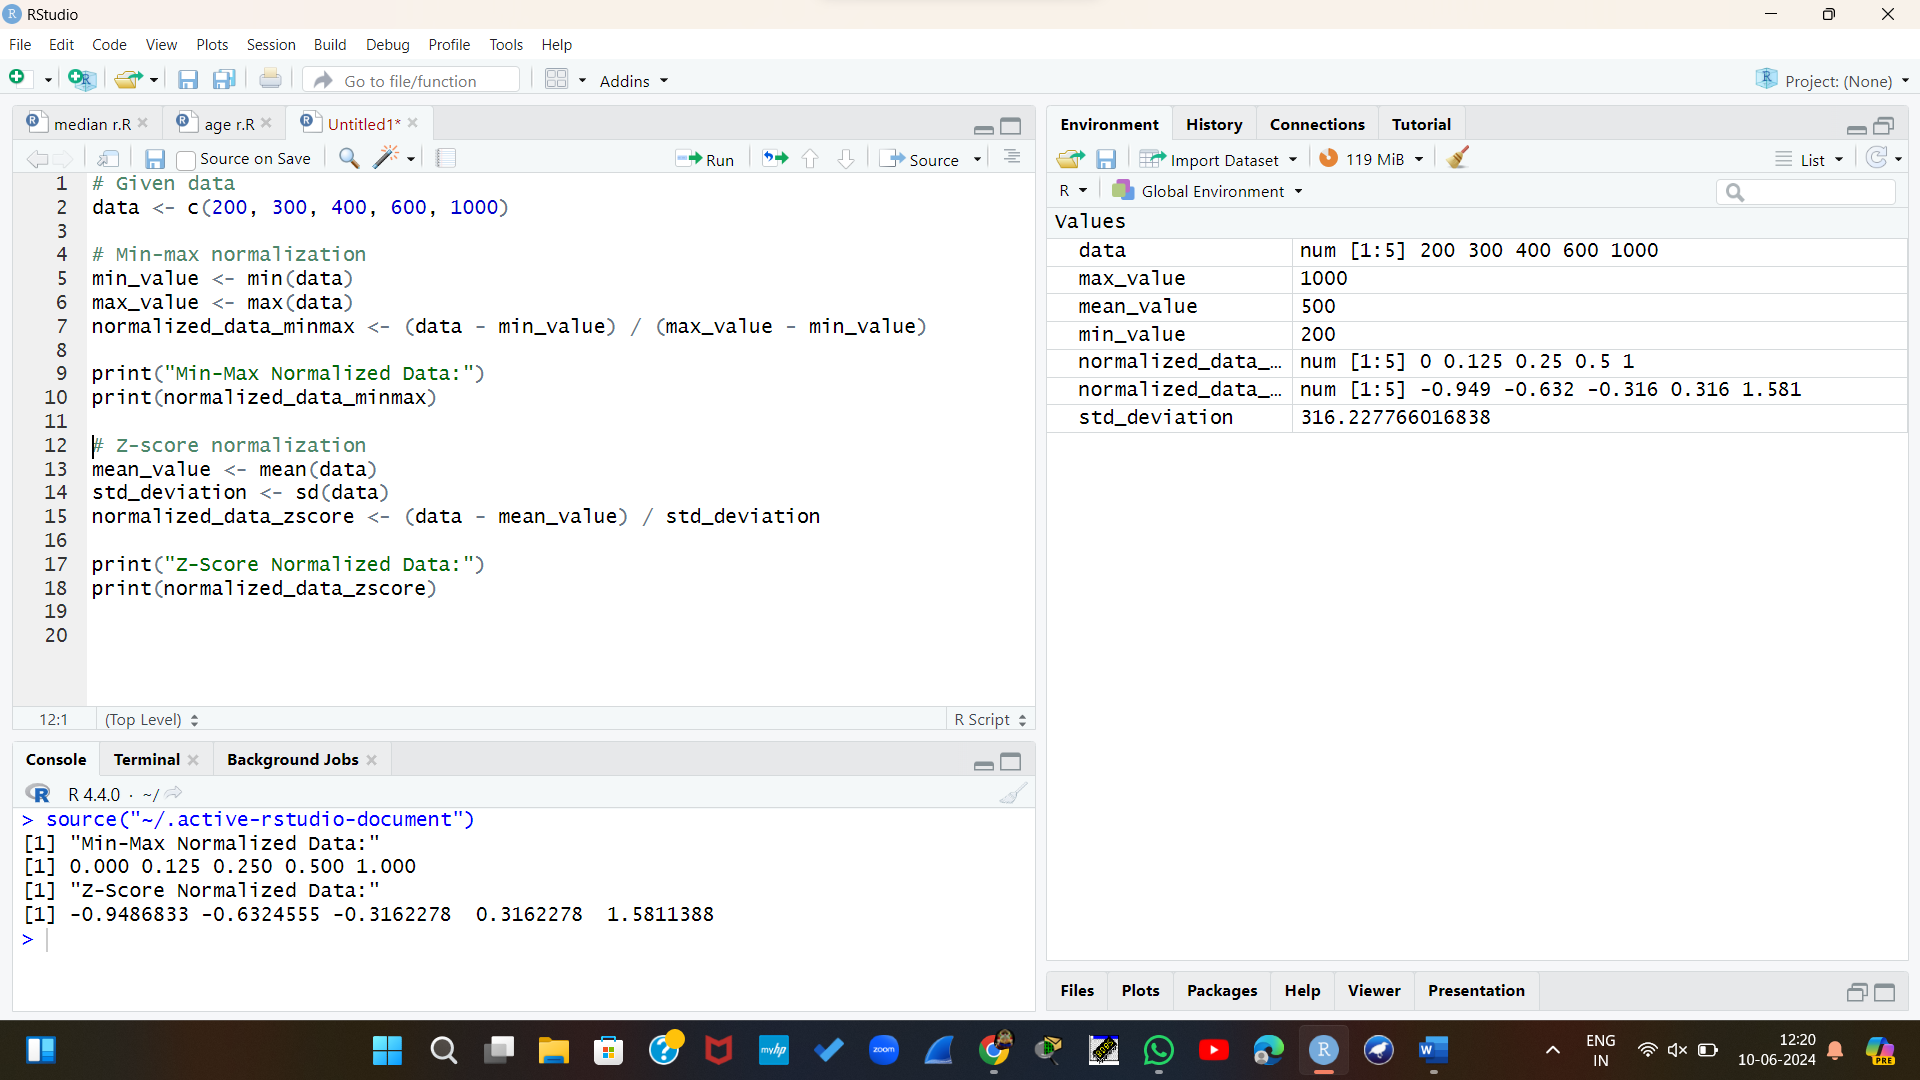 RStudio
File Edit Code View Plots Session Build Debug Profile Tools Help
Go to file/function Addins Project: (None)
median r.R age r.R Untitled1*
Source on Save Run Source
1 # Given data
2 data <- c(200, 300, 400, 600, 1000)
3
4 # Min-max normalization
5 min_value <- min(data)
6 max_value <- max(data)
7 normalized_data_minmax <- (data - min_value) / (max_value - min_value)
8
9 print("Min-Max Normalized Data:")
10 print(normalized_data_minmax)
11
12 # Z-score normalization
13 mean_value <- mean(data)
14 std_deviation <- sd(data)
15 normalized_data_zscore <- (data - mean_value) / std_deviation
16
17 print("Z-Score Normalized Data:")
18 print(normalized_data_zscore)
19
20
12:1 (Top Level) R Script
Console Terminal Background Jobs
R 4.4.0 · ~/
> source("~/.active-rstudio-document")
[1] "Min-Max Normalized Data:"
[1] 0.000 0.125 0.250 0.500 1.000
[1] "Z-Score Normalized Data:"
[1] -0.9486833 -0.6324555 -0.3162278  0.3162278  1.5811388
>
Environment History Connections Tutorial
Import Dataset 119 MiB List
R Global Environment
Values
data num [1:5] 200 300 400 600 1000
max_value 1000
mean_value 500
min_value 200
normalized_data_… num [1:5] 0 0.125 0.25 0.5 1
normalized_data_… num [1:5] -0.949 -0.632 -0.316 0.316 1.581
std_deviation 316.227766016838
Files Plots Packages Help Viewer Presentation
myhp zoom R W
ENG
IN
12:20
10-06-2024
PRE